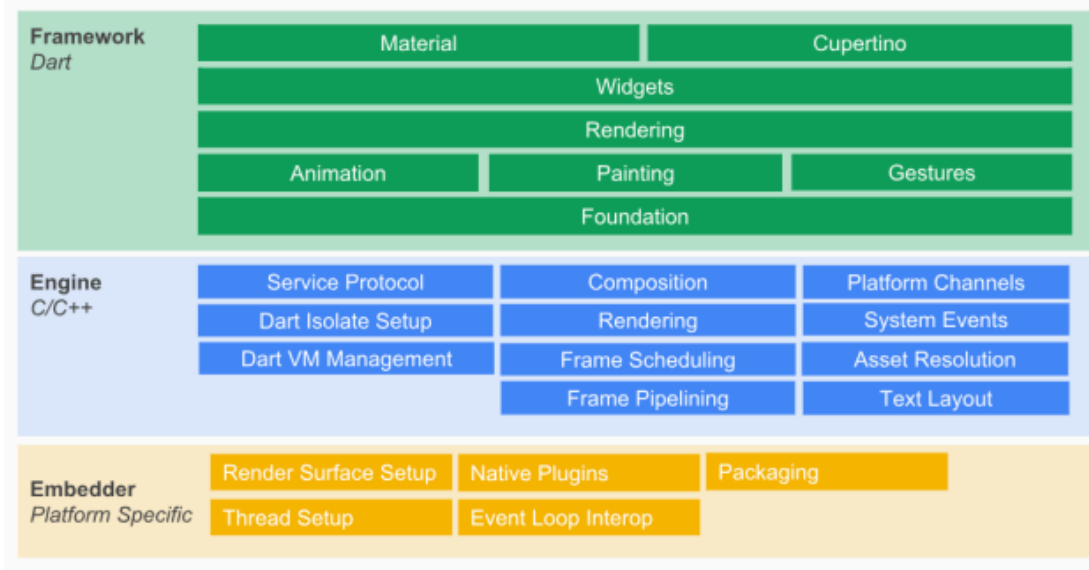 Framework
Dart
Material
Cupertino
Widgets
Rendering
Animation
Painting
Gestures
Foundation
Engine
C/C++
Service Protocol
Composition
Platform Channels
Dart Isolate Setup
Rendering
System Events
Dart VM Management
Frame Scheduling
Asset Resolution
Frame Pipelining
Text Layout
Embedder
Platform Specific
Render Surface Setup
Native Plugins
Packaging
Thread Setup
Event Loop Interop